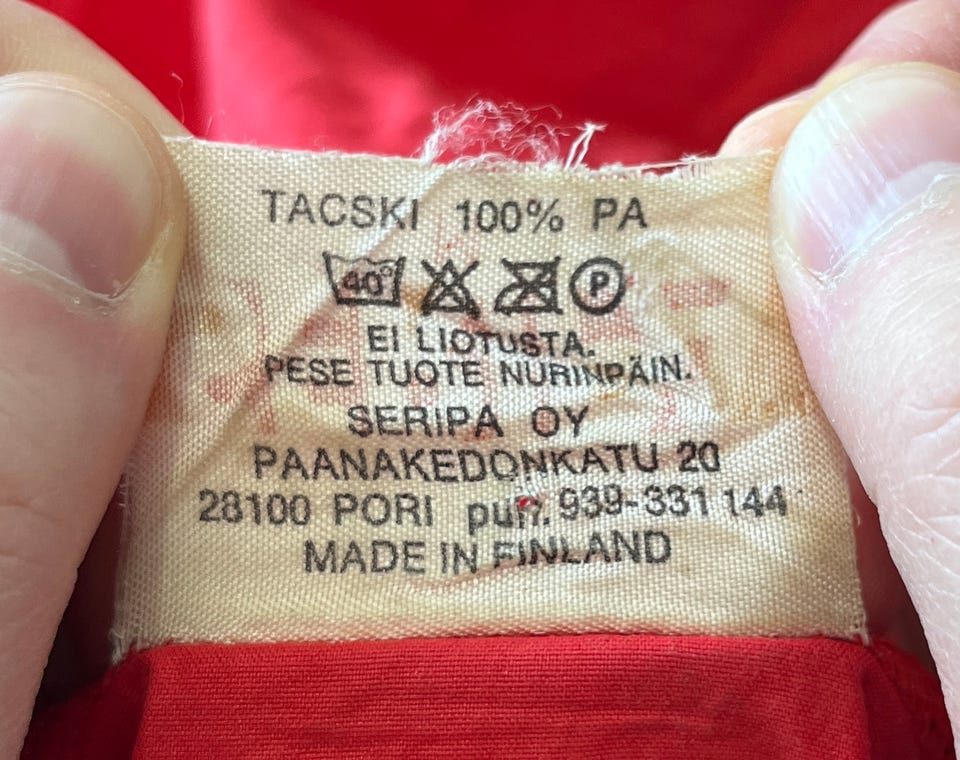 TACSKI 100% PA
40° P
EI LIOTUSTA.
PESE TUOTE NURINPÄIN.
SERIPA OY
PAANAKEDONKATU 20
28100 PORI puh. 939-331 144
MADE IN FINLAND